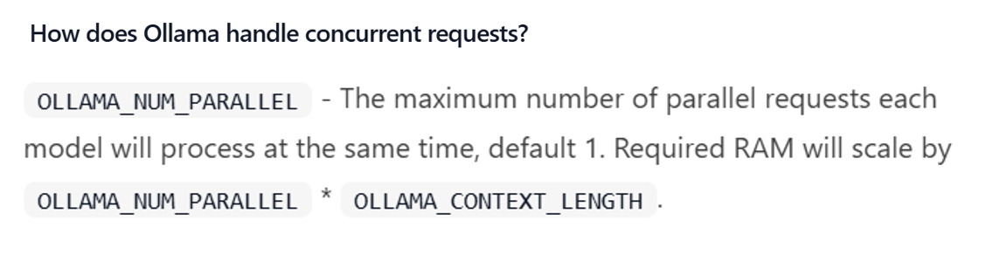 How does Ollama handle concurrent requests?
OLLAMA_NUM_PARALLEL - The maximum number of parallel requests each
model will process at the same time, default 1. Required RAM will scale by
OLLAMA_NUM_PARALLEL * OLLAMA_CONTEXT_LENGTH .